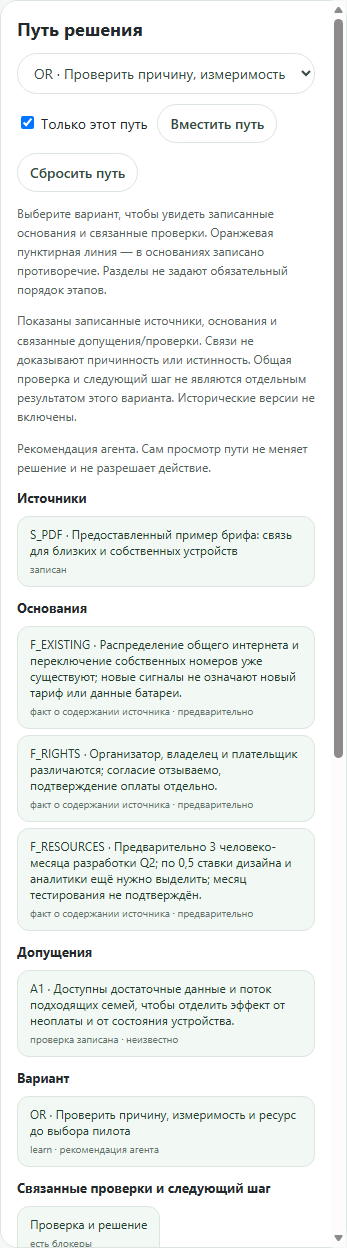 Путь решения
OR · Проверить причину, измеримость
Только этот путь
Вместить путь
Сбросить путь
Выберите вариант, чтобы увидеть записанные
основания и связанные проверки. Оранжевая
пунктирная линия — в основаниях записано
противоречие. Разделы не задают обязательный
порядок этапов.
Показаны записанные источники, основания и
связанные допущения/проверки. Связи не
доказывают причинность или истинность. Общая
проверка и следующий шаг не являются отдельным
результатом этого варианта. Исторические версии не
включены.
Рекомендация агента. Сам просмотр пути не меняет
решение и не разрешает действие.
Источники
S_PDF · Предоставленный пример брифа: связь
для близких и собственных устройств
записан
Основания
F_EXISTING · Распределение общего интернета и
переключение собственных номеров уже
существуют; новые сигналы не означают новый
тариф или данные батареи.
факт о содержании источника · предварительно
F_RIGHTS · Организатор, владелец и плательщик
различаются; согласие отзываемо,
подтверждение оплаты отдельно.
факт о содержании источника · предварительно
F_RESOURCES · Предварительно 3 человеко-
месяца разработки Q2; по 0,5 ставки дизайна и
аналитики ещё нужно выделить; месяц
тестирования не подтверждён.
факт о содержании источника · предварительно
Допущения
A1 · Доступны достаточные данные и поток
подходящих семей, чтобы отделить эффект от
неоплаты и от состояния устройства.
проверка записана · неизвестно
Вариант
OR · Проверить причину, измеримость и ресурс
до выбора пилота
learn · рекомендация агента
Связанные проверки и следующий шаг
Проверка и решение
есть блокеры